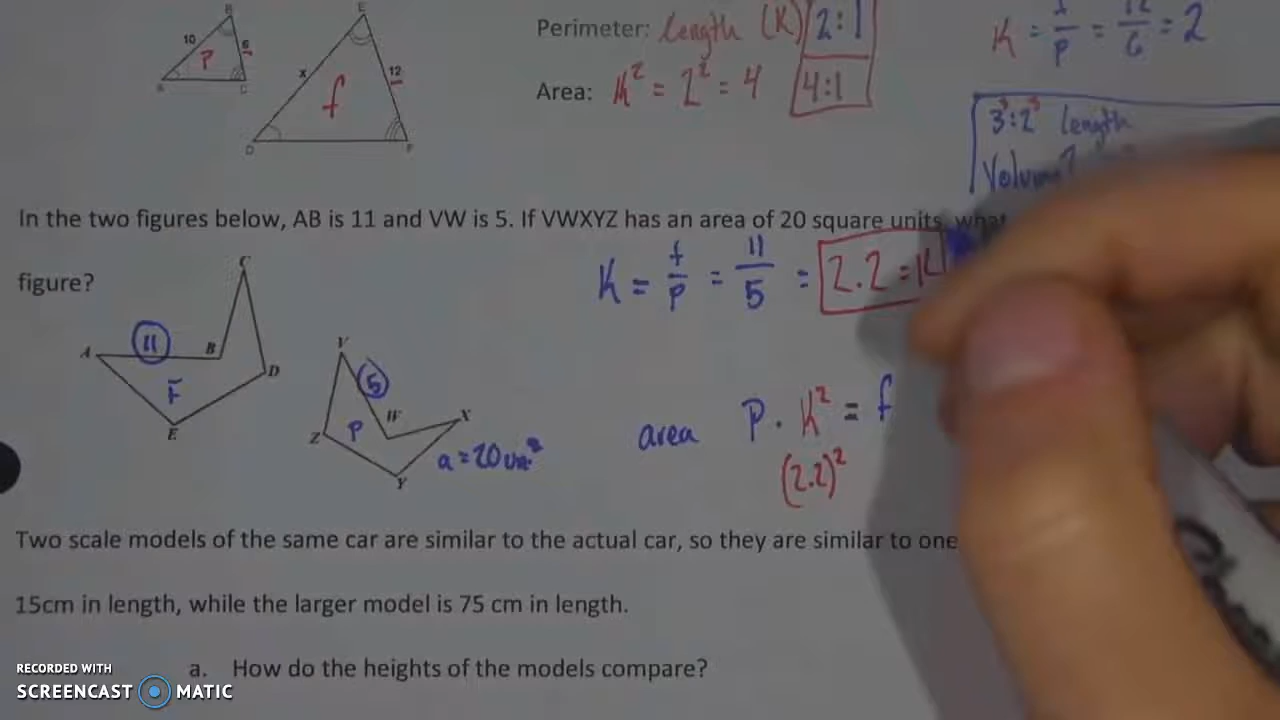 B
10
6
P
A
C
E
x
12
f
D
F
Perimeter: length (K) 2:1
Area: K² = 2² = 4 4:1
K = f/p = 12/6 = 2
3³:2³ length
Volume?
In the two figures below, AB is 11 and VW is 5. If VWXYZ has an area of 20 square units, what
figure?
K = f/p = 11/5 = 2.2 = K
A
11
B
C
D
E
F
V
5
W
X
Z
P
Y
a = 20 un.²
area P · K² = f
(2.2)²
Two scale models of the same car are similar to the actual car, so they are similar to one
15cm in length, while the larger model is 75 cm in length.
a. How do the heights of the models compare?
RECORDED WITH
SCREENCAST MATIC